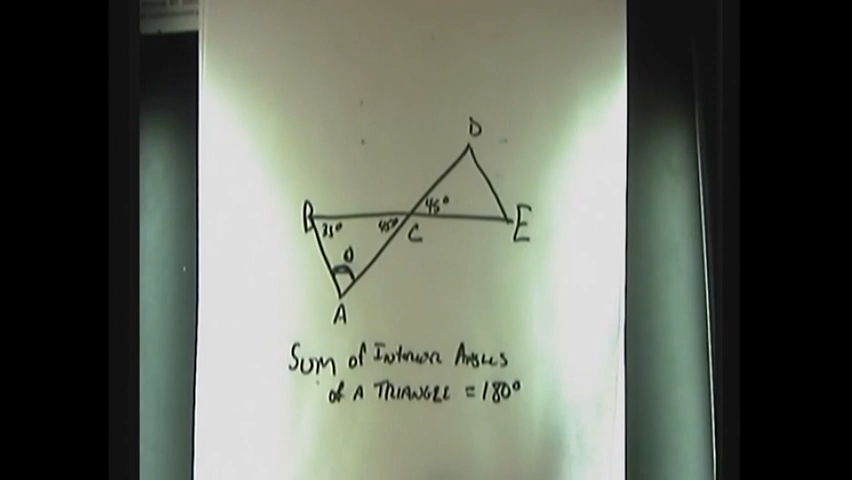 D
45°
B
35°
45°
C
E
θ
A
Sum of Interior Angles
of A TRIANGLE = 180°